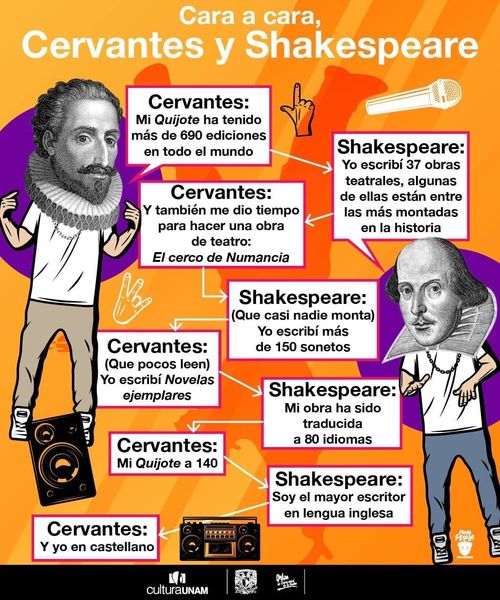 Cara a cara,
Cervantes y Shakespeare
Cervantes:
Mi Quijote ha tenido
más de 690 ediciones
en todo el mundo
Shakespeare:
Yo escribí 37 obras
teatrales, algunas
de ellas están entre
las más montadas
en la historia
Cervantes:
Y también me dio tiempo
para hacer una obra
de teatro:
El cerco de Numancia
Shakespeare:
(Que casi nadie monta)
Yo escribí más
de 150 sonetos
Cervantes:
(Que pocos leen)
Yo escribí Novelas
ejemplares
Shakespeare:
Mi obra ha sido
traducida
a 80 idiomas
Cervantes:
Mi Quijote a 140
Shakespeare:
Soy el mayor escritor
en lengua inglesa
Cervantes:
Y yo en castellano
culturaUNAM